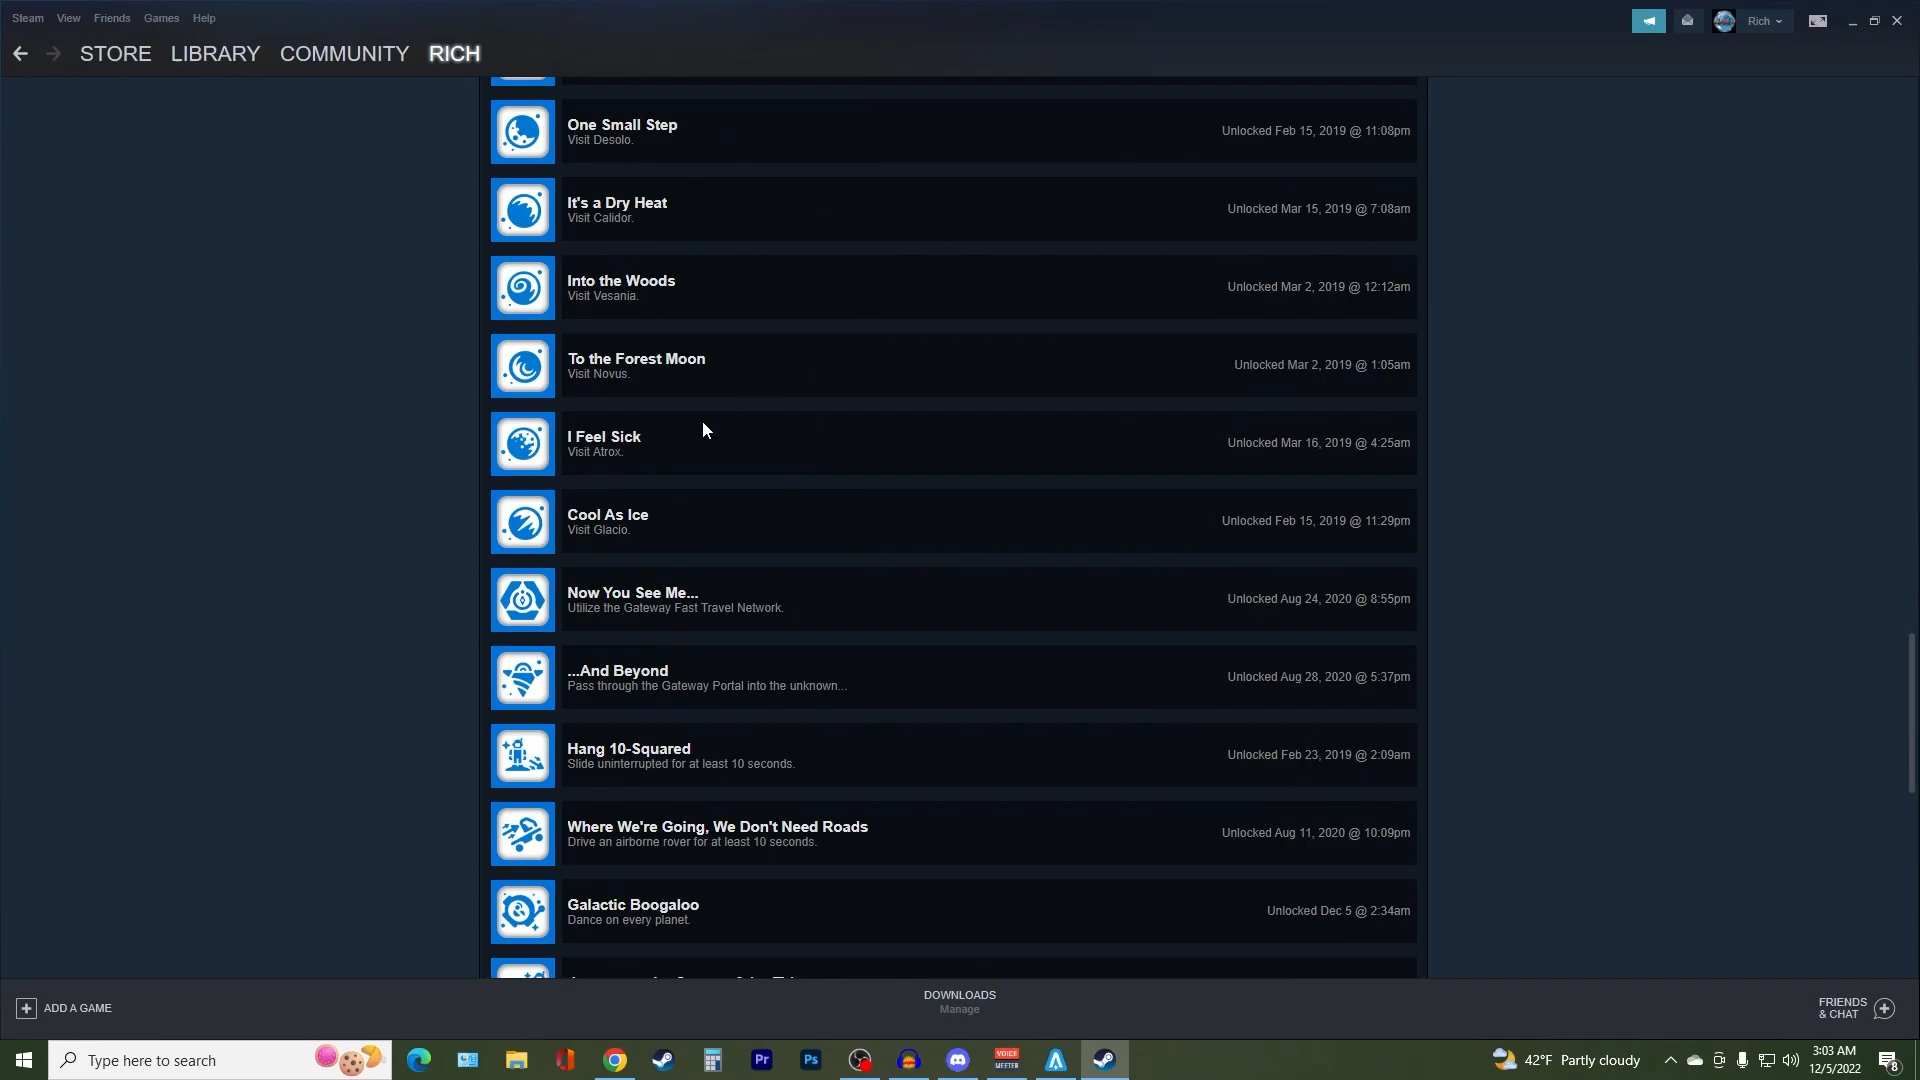 Steam View Friends Games Help
Rich
STORE LIBRARY COMMUNITY RICH
One Small Step
Visit Desolo.
Unlocked Feb 15, 2019 @ 11:08pm
It's a Dry Heat
Visit Calidor.
Unlocked Mar 15, 2019 @ 7:08am
Into the Woods
Visit Vesania.
Unlocked Mar 2, 2019 @ 12:12am
To the Forest Moon
Visit Novus.
Unlocked Mar 2, 2019 @ 1:05am
I Feel Sick
Visit Atrox.
Unlocked Mar 16, 2019 @ 4:25am
Cool As Ice
Visit Glacio.
Unlocked Feb 15, 2019 @ 11:29pm
Now You See Me...
Utilize the Gateway Fast Travel Network.
Unlocked Aug 24, 2020 @ 8:55pm
...And Beyond
Pass through the Gateway Portal into the unknown...
Unlocked Aug 28, 2020 @ 5:37pm
Hang 10-Squared
Slide uninterrupted for at least 10 seconds.
Unlocked Feb 23, 2019 @ 2:09am
Where We're Going, We Don't Need Roads
Drive an airborne rover for at least 10 seconds.
Unlocked Aug 11, 2020 @ 10:09pm
Galactic Boogaloo
Dance on every planet.
Unlocked Dec 5 @ 2:34am
ADD A GAME
DOWNLOADS
Manage
FRIENDS
& CHAT
Type here to search
Pr
Ps
VOICE
MEETER
42°F Partly cloudy
3:03 AM
12/5/2022
8